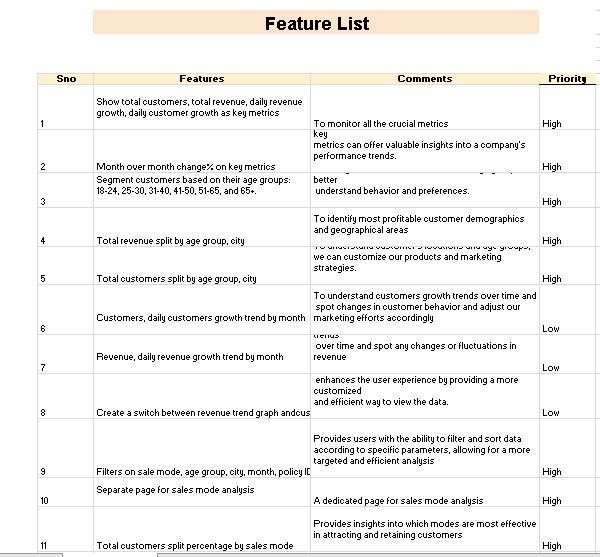 Feature List
Sno Features Comments Priority
Show total customers, total revenue, daily revenue
growth, daily customer growth as key metrics
1 To monitor all the crucial metrics High
key
metrics can offer valuable insights into a company's
performance trends.
2 Month over month change% on key metrics High
Segment customers based on their age groups:
18-24, 25-30, 31-40, 41-50, 51-65, and 65+.
better
understand behavior and preferences.
3 High
To identify most profitable customer demographics
and geographical areas
4 Total revenue split by age group, city High
To understand customers locations and age groups,
we can customize our products and marketing
strategies.
5 Total customers split by age group, city High
To understand customers growth trends over time and
spot changes in customer behavior and adjust our
marketing efforts accordingly
6 Customers, daily customers growth trend by month Low
trends
over time and spot any changes or fluctuations in
revenue
7 Revenue, daily revenue growth trend by month Low
enhances the user experience by providing a more
customized
and efficient way to view the data.
8 Create a switch between revenue trend graph andcus Low
Provides users with the ability to filter and sort data
according to specific parameters, allowing for a more
targeted and efficient analysis
9 Filters on sale mode, age group, city, month, policy ID High
Separate page for sales mode analysis
10 A dedicated page for sales mode analysis High
Provides insights into which modes are most effective
in attracting and retaining customers
11 Total customers split percentage by sales mode High